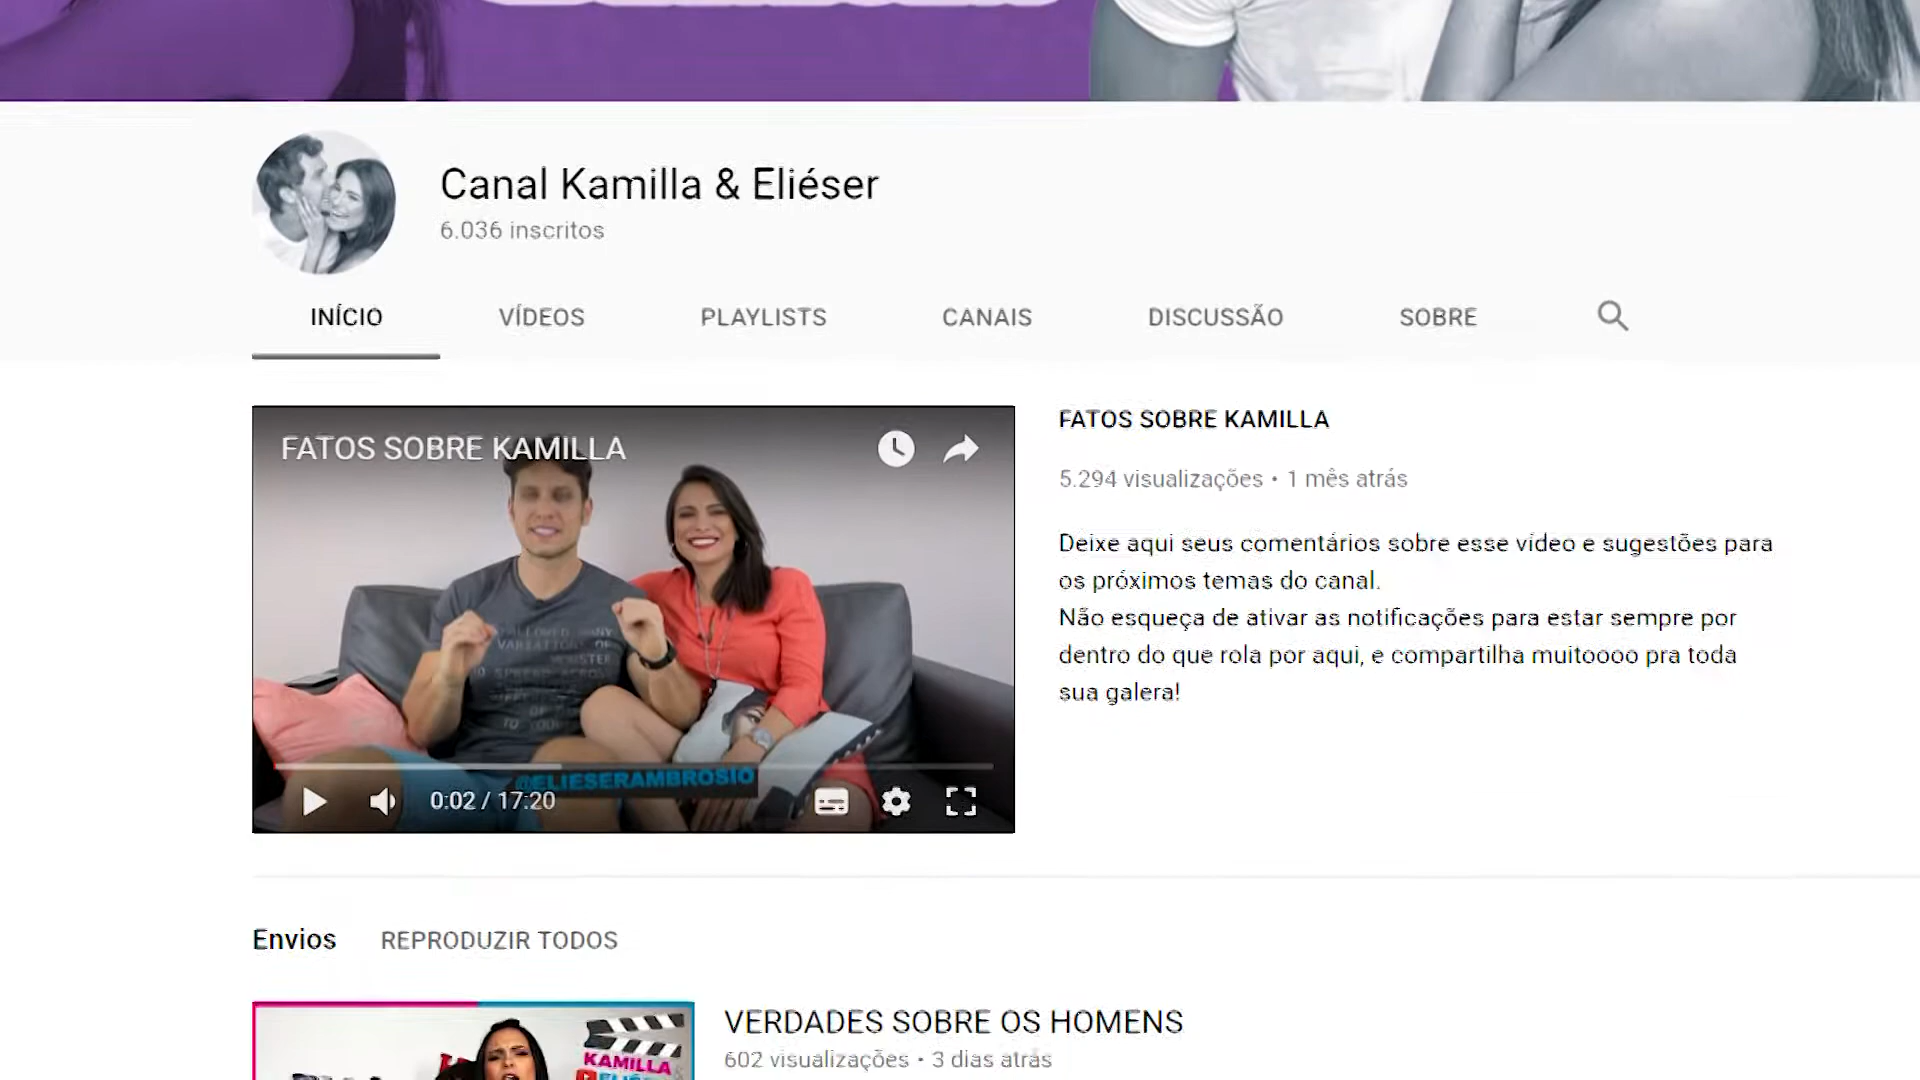 Canal Kamilla & Eliéser
6.036 inscritos
INÍCIO VÍDEOS PLAYLISTS CANAIS DISCUSSÃO SOBRE
FATOS SOBRE KAMILLA
FATOS SOBRE KAMILLA
5.294 visualizações • 1 mês atrás
Deixe aqui seus comentários sobre esse vídeo e sugestões para
os próximos temas do canal.
Não esqueça de ativar as notificações para estar sempre por
dentro do que rola por aqui, e compartilha muitoooo pra toda
sua galera!
VARIATION OF
MONSTER
@ELIESERAMBROSIO
0:02 / 17:20
Envios REPRODUZIR TODOS
VERDADES SOBRE OS HOMENS
602 visualizações • 3 dias atrás
KAMILLA